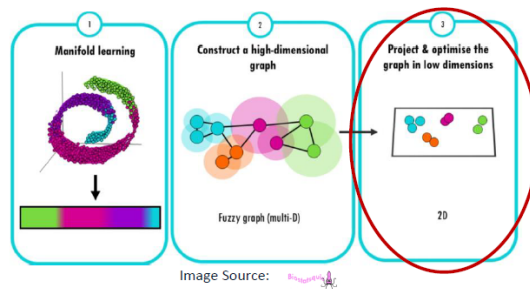 1
Manifold learning
2
Construct a high-dimensional
graph
Fuzzy graph (multi-D)
3
Project & optimise the
graph in low dimensions
2D
Image Source: